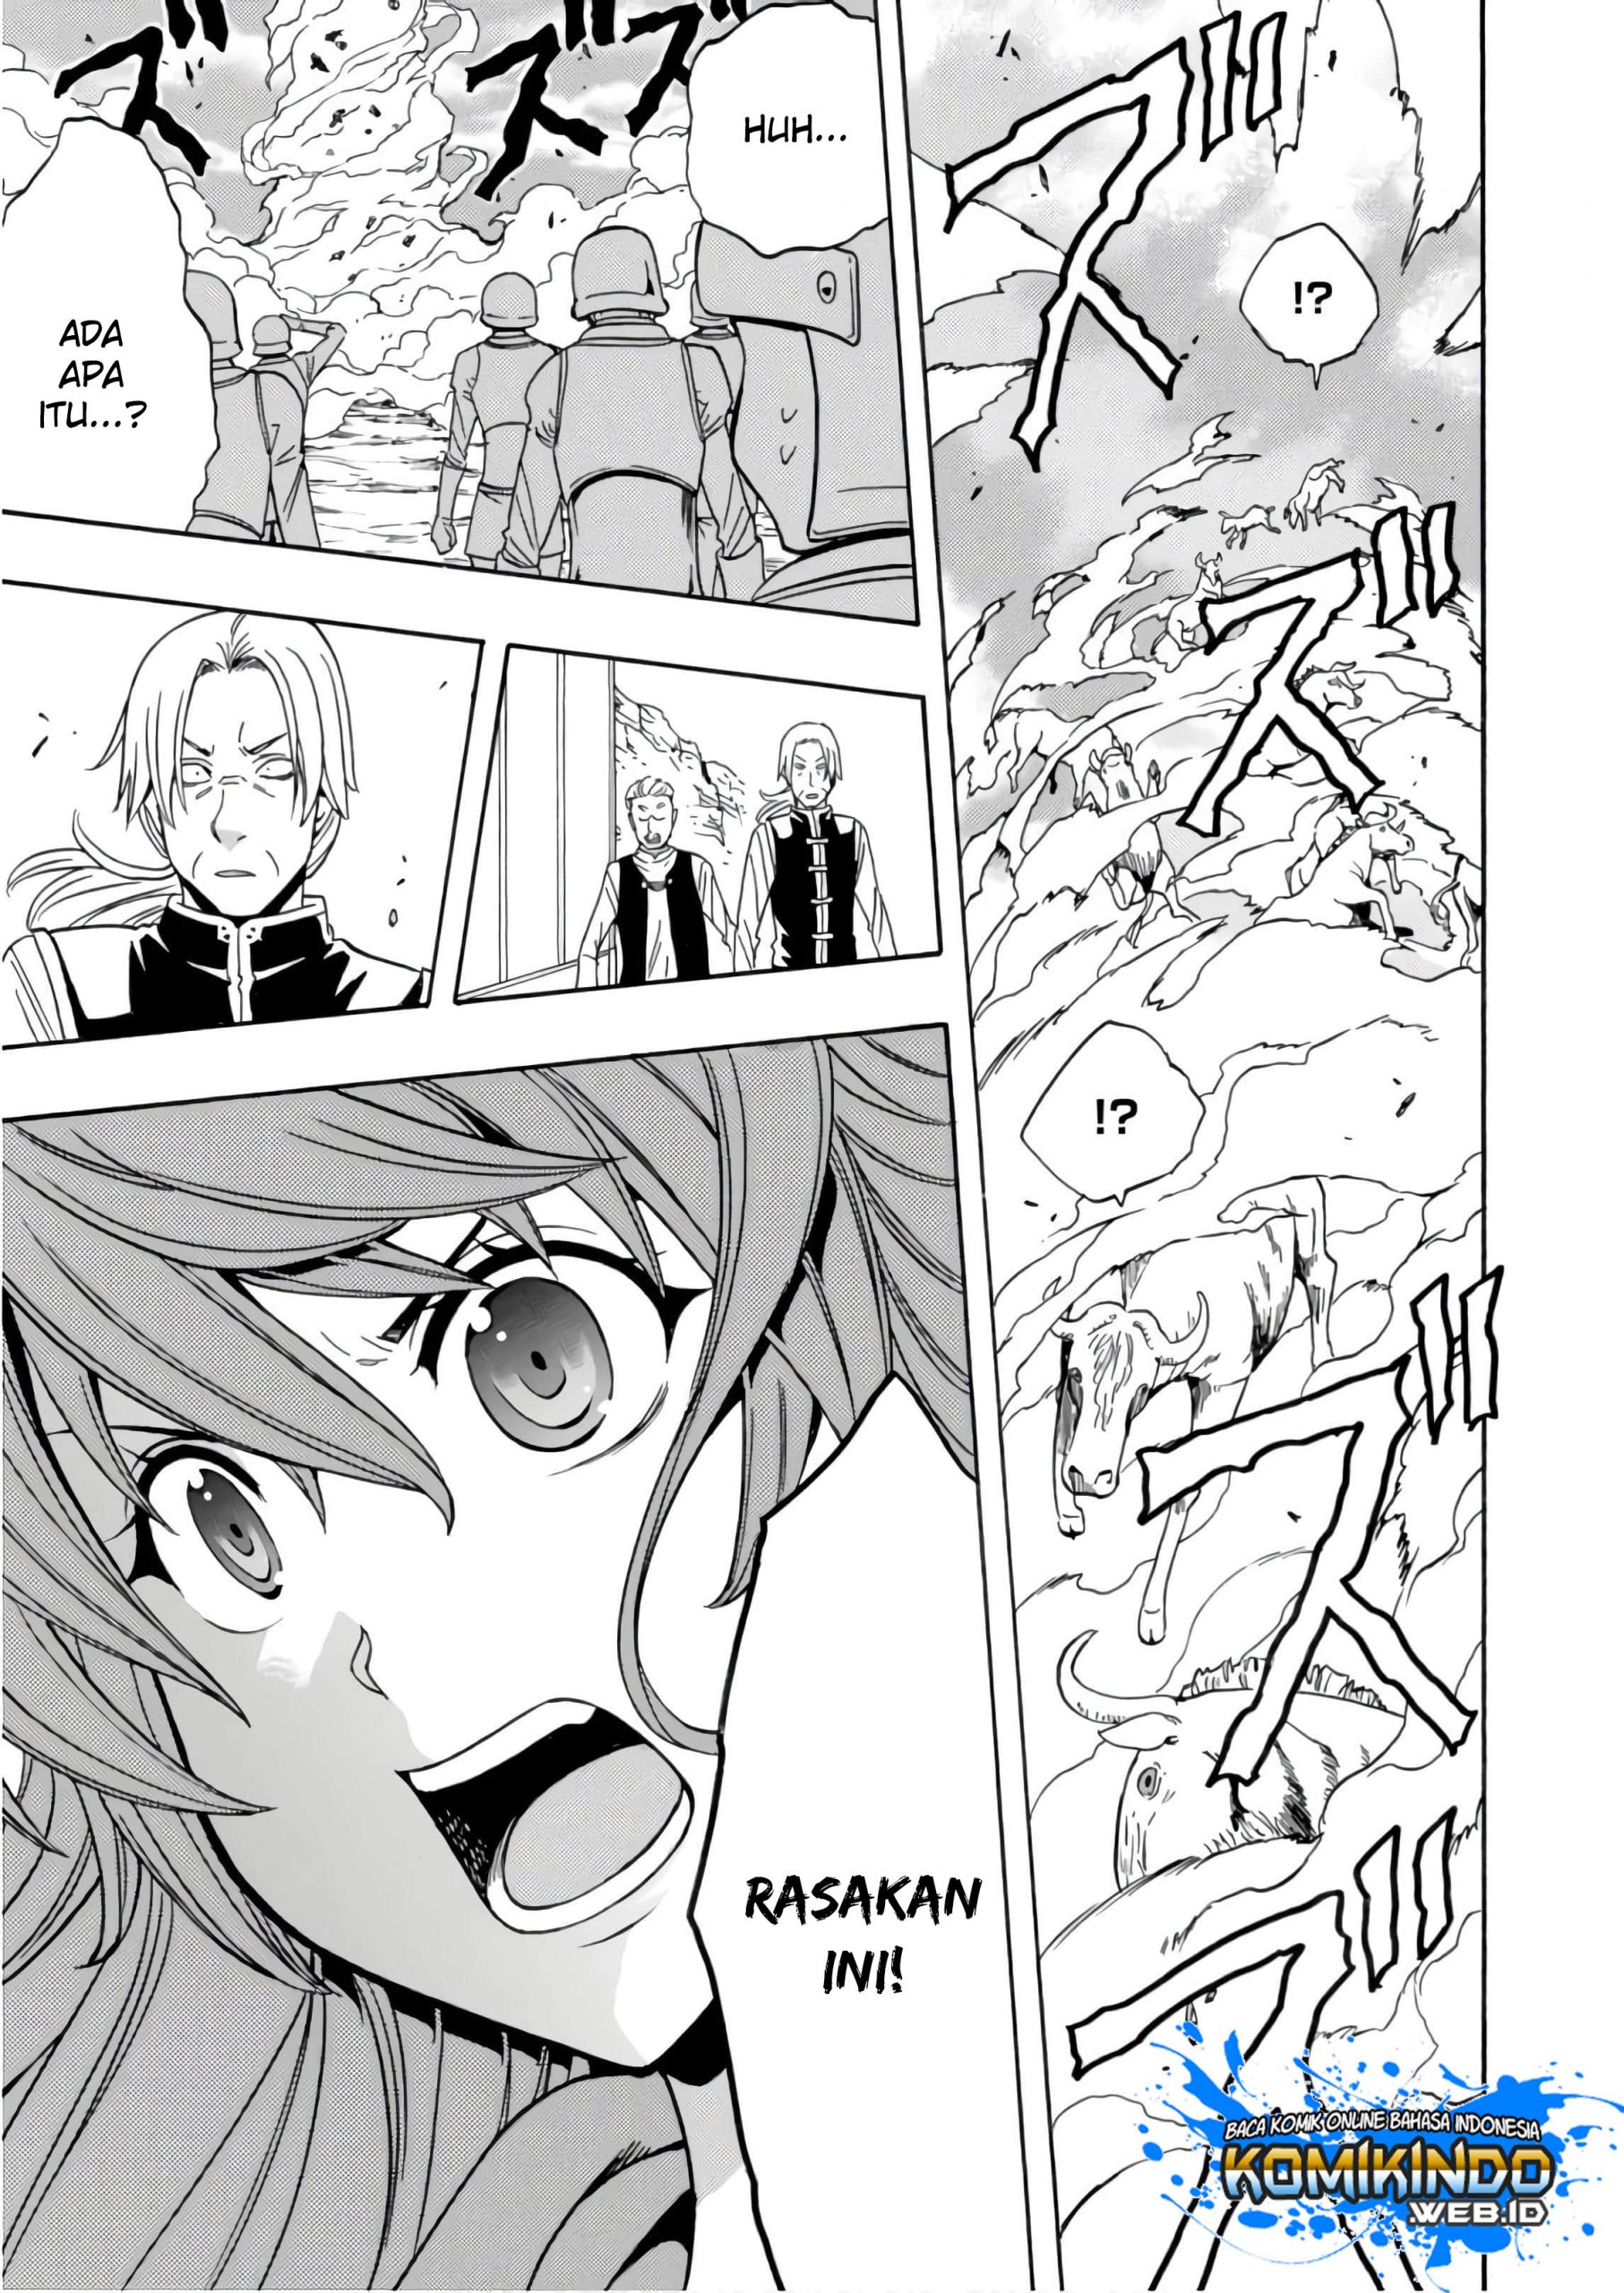 ズズズズ
!?
!?
HUH...
ズズズ
ADA
APA
ITU...?
RASAKAN
INI!
BACA KOMIK ONLINE BAHASA INDONESIA
KOMIKINDO
.WEB.ID